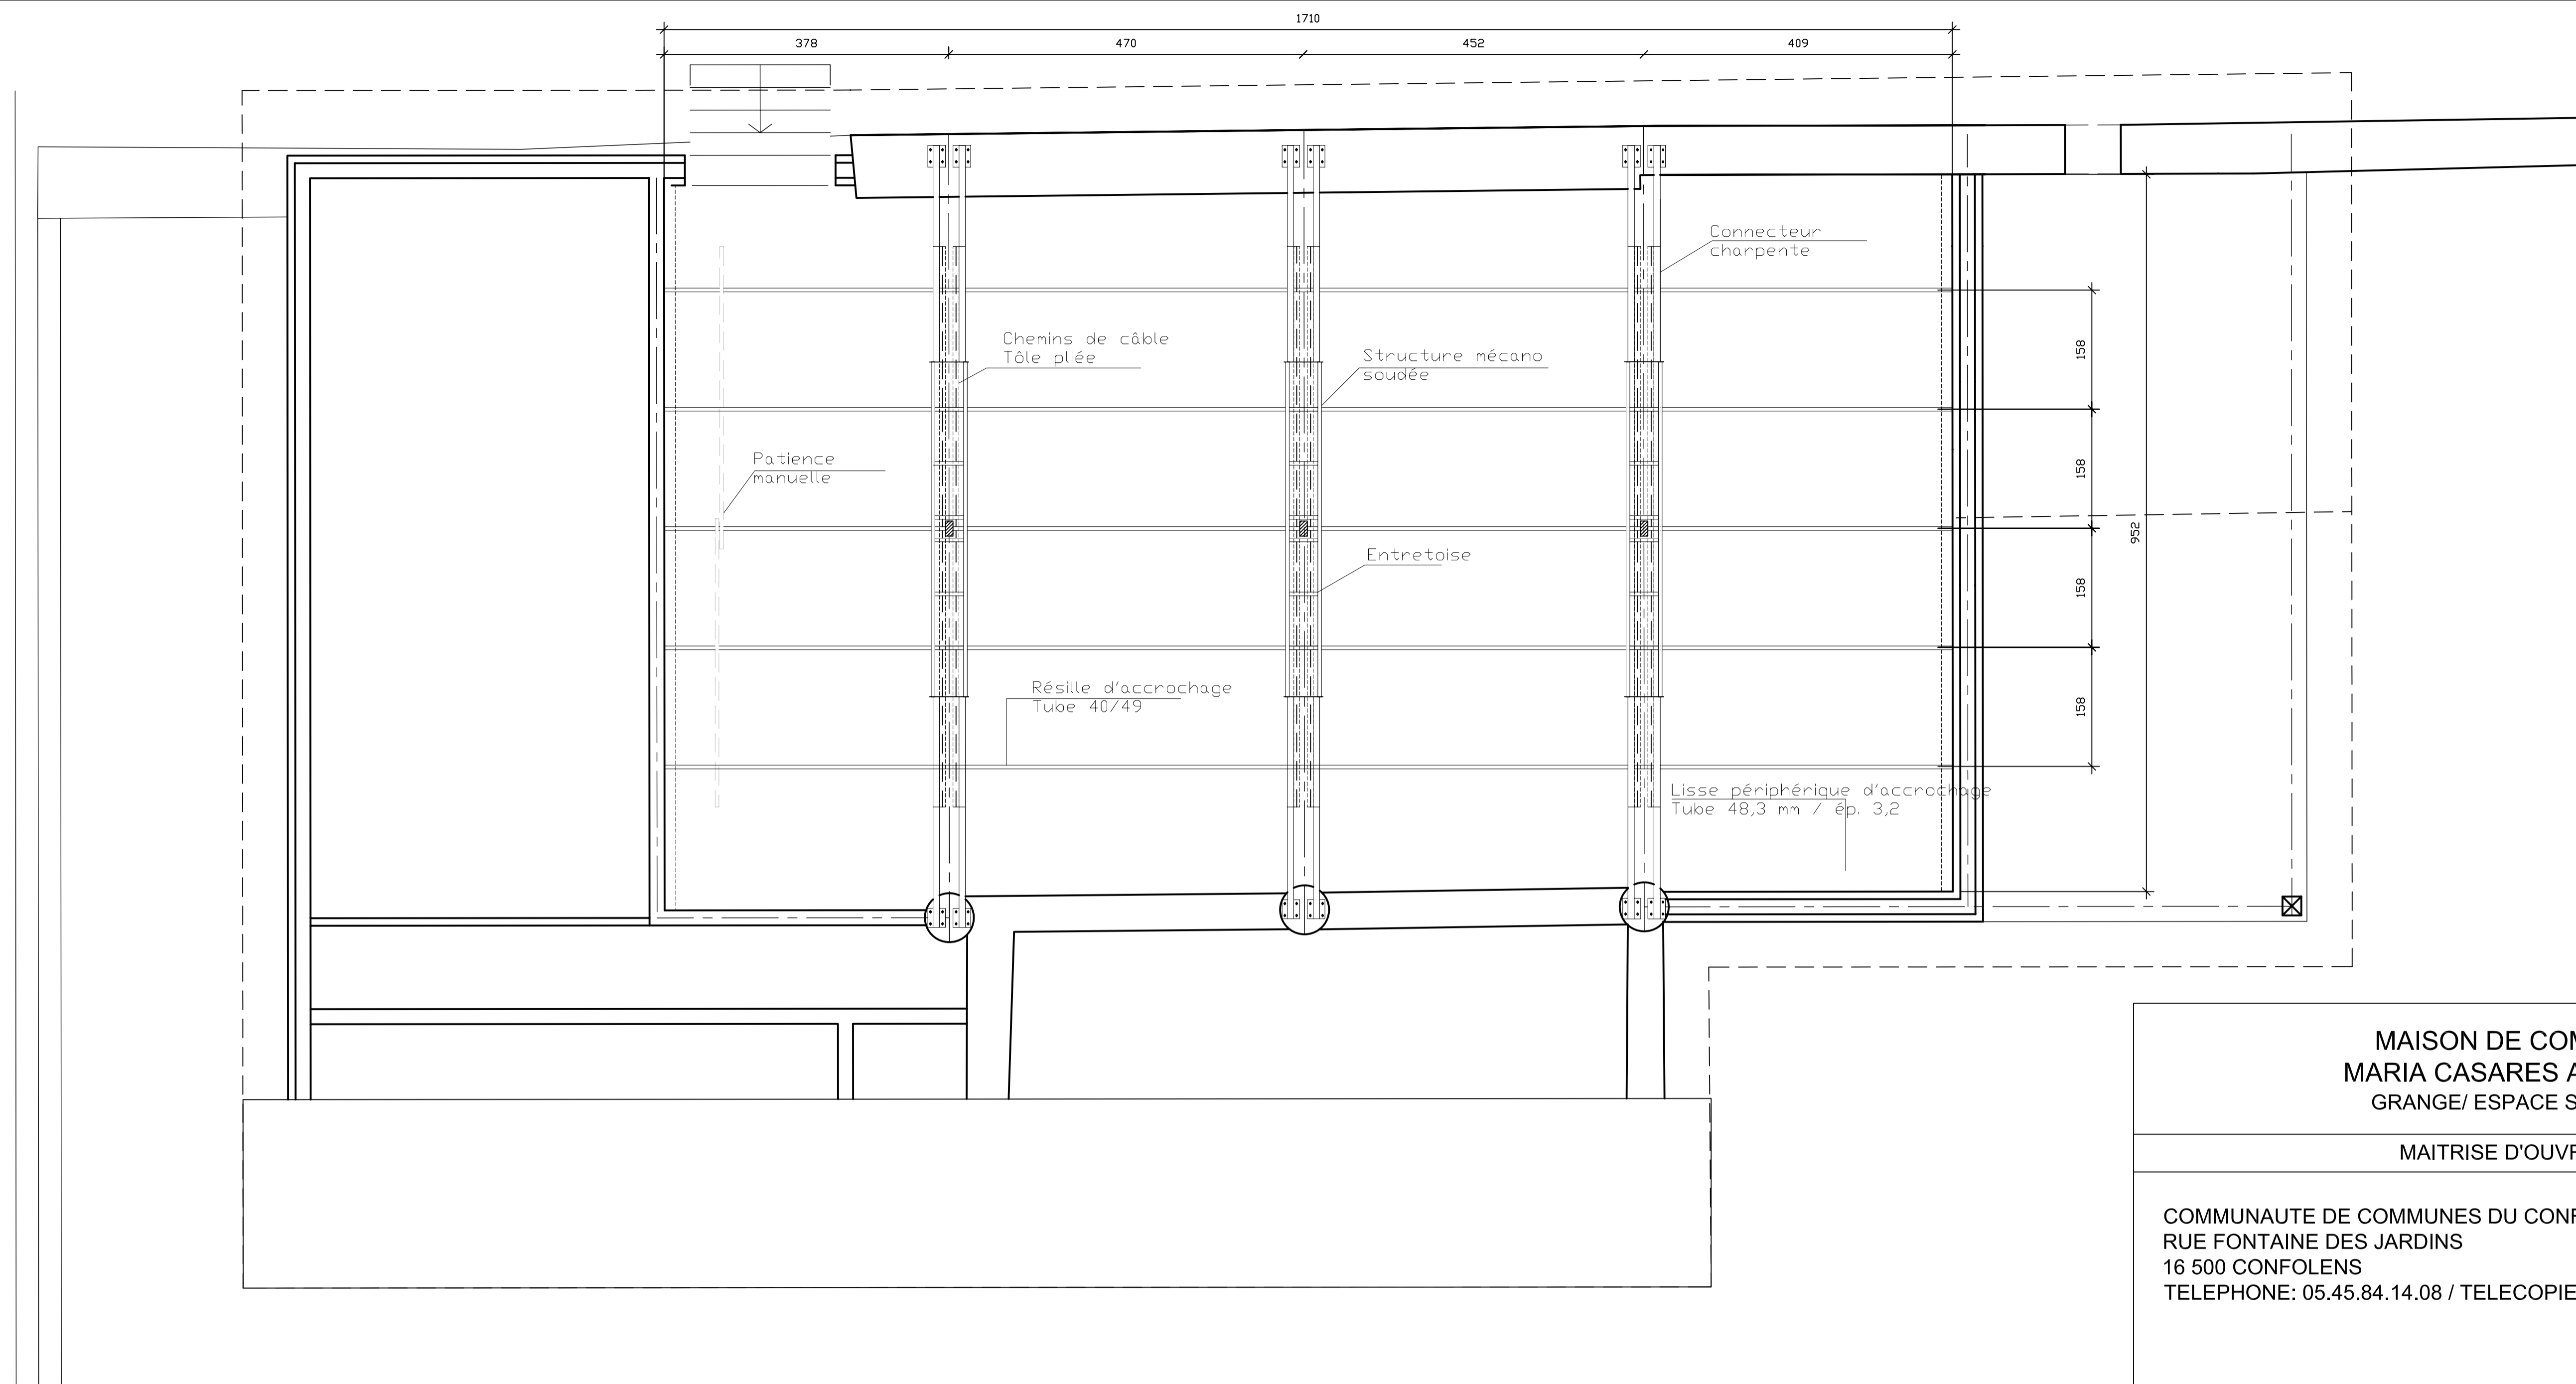 1710
378
470
452
409
Connecteur
charpente
Chemins de câble
Tôle pliée
Structure mécano
soudée
158
Patience
manuelle
158
952
Entretoise
158
Résille d'accrochage
Tube 40/49
158
Lisse périphérique d'accrochage
Tube 48,3 mm / ép. 3,2
MAISON DE COM
MARIA CASARES A
GRANGE/ ESPACE S
MAITRISE D'OUVR
COMMUNAUTE DE COMMUNES DU CONF
RUE FONTAINE DES JARDINS
16 500 CONFOLENS
TELEPHONE: 05.45.84.14.08 / TELECOPIE